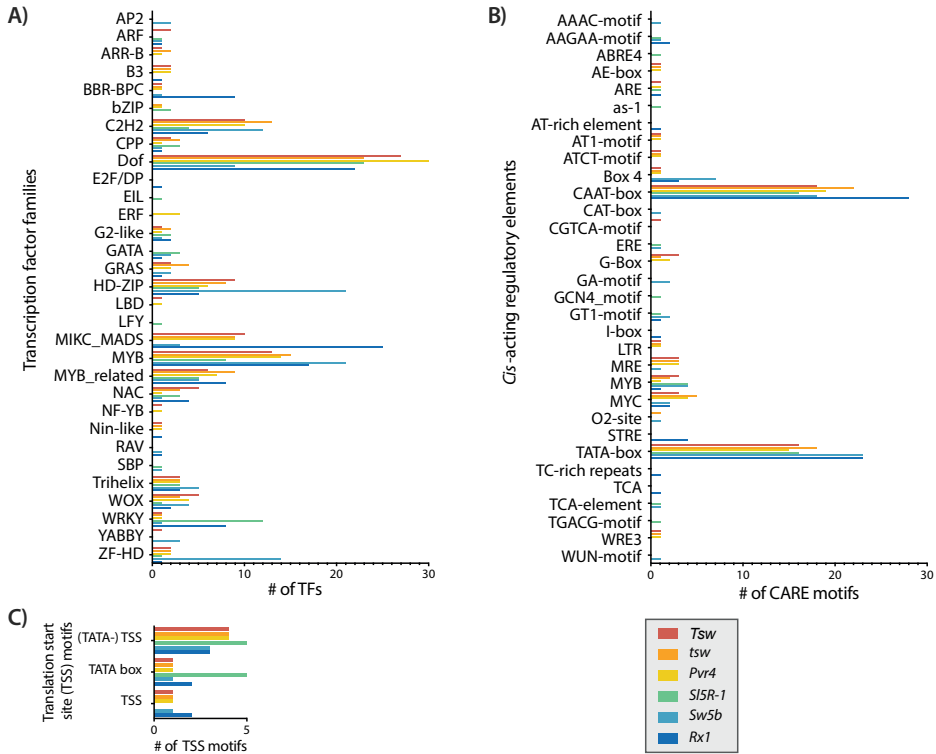 A)
Transcription factor families
AP2
ARF
ARR-B
B3
BBR-BPC
bZIP
C2H2
CPP
Dof
E2F/DP
EIL
ERF
G2-like
GATA
GRAS
HD-ZIP
LBD
LFY
MIKC_MADS
MYB
MYB_related
NAC
NF-YB
Nin-like
RAV
SBP
Trihelix
WOX
WRKY
YABBY
ZF-HD
0 10 20 30
# of TFs
B)
Cis-acting regulatory elements
AAAC-motif
AAGAA-motif
ABRE4
AE-box
ARE
as-1
AT-rich element
AT1-motif
ATCT-motif
Box 4
CAAT-box
CAT-box
CGTCA-motif
ERE
G-Box
GA-motif
GCN4_motif
GT1-motif
I-box
LTR
MRE
MYB
MYC
O2-site
STRE
TATA-box
TC-rich repeats
TCA
TCA-element
TGACG-motif
WRE3
WUN-motif
0 10 20 30
# of CARE motifs
C)
Translation start
site (TSS) motifs
(TATA-) TSS
TATA box
TSS
0 5
# of TSS motifs
Tsw
tsw
Pvr4
Sl5R-1
Sw5b
Rx1